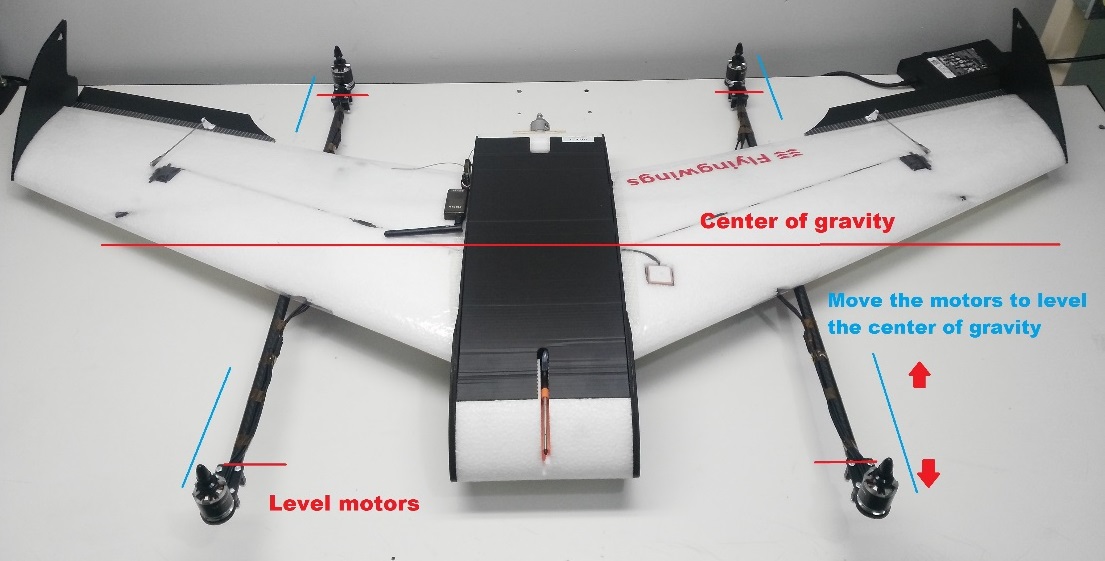 Flyingwings
Center of gravity
Move the motors to level
the center of gravity
Level motors